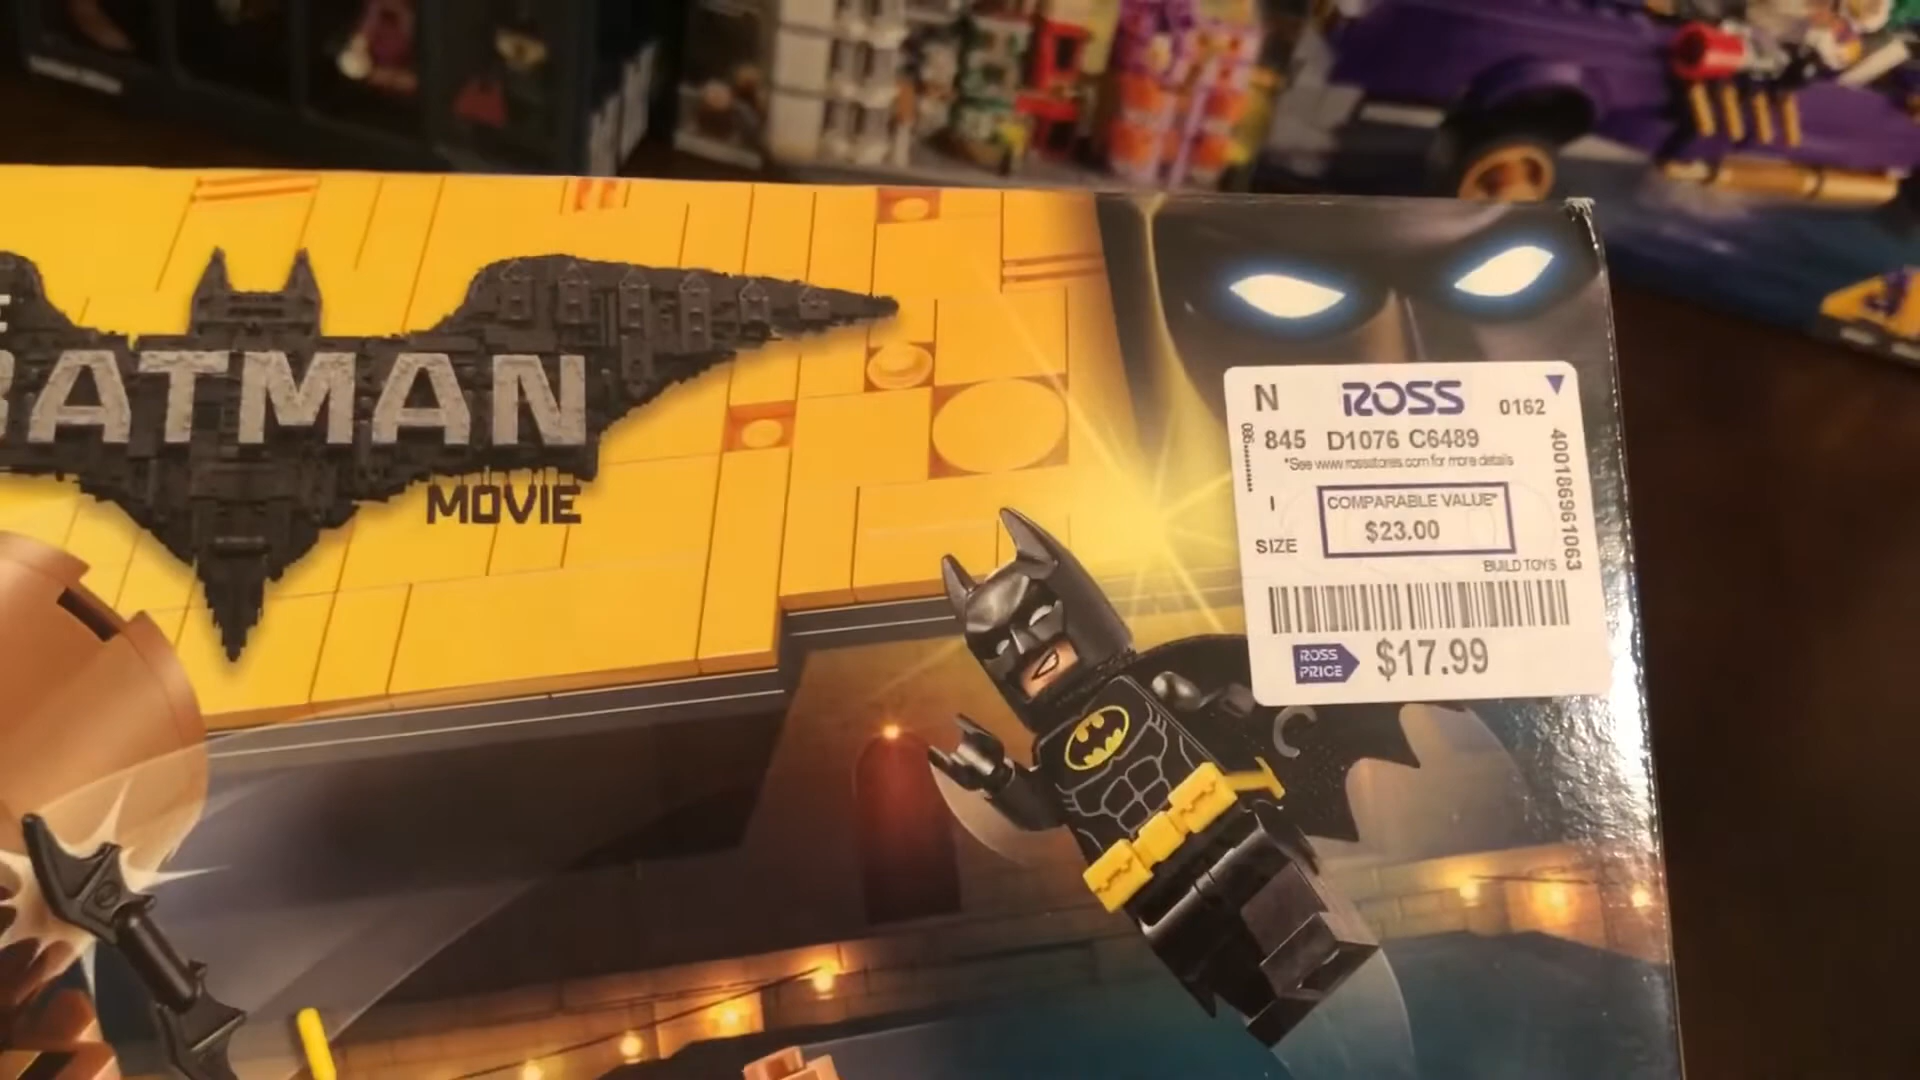 BATMAN
MOVIE
N ROSS 0162
845 D1076 C6489
*See www.rossstores.com for more details
I
COMPARABLE VALUE*
$23.00
SIZE
BUILD TOYS
400186961063
ROSS
PRICE
$17.99